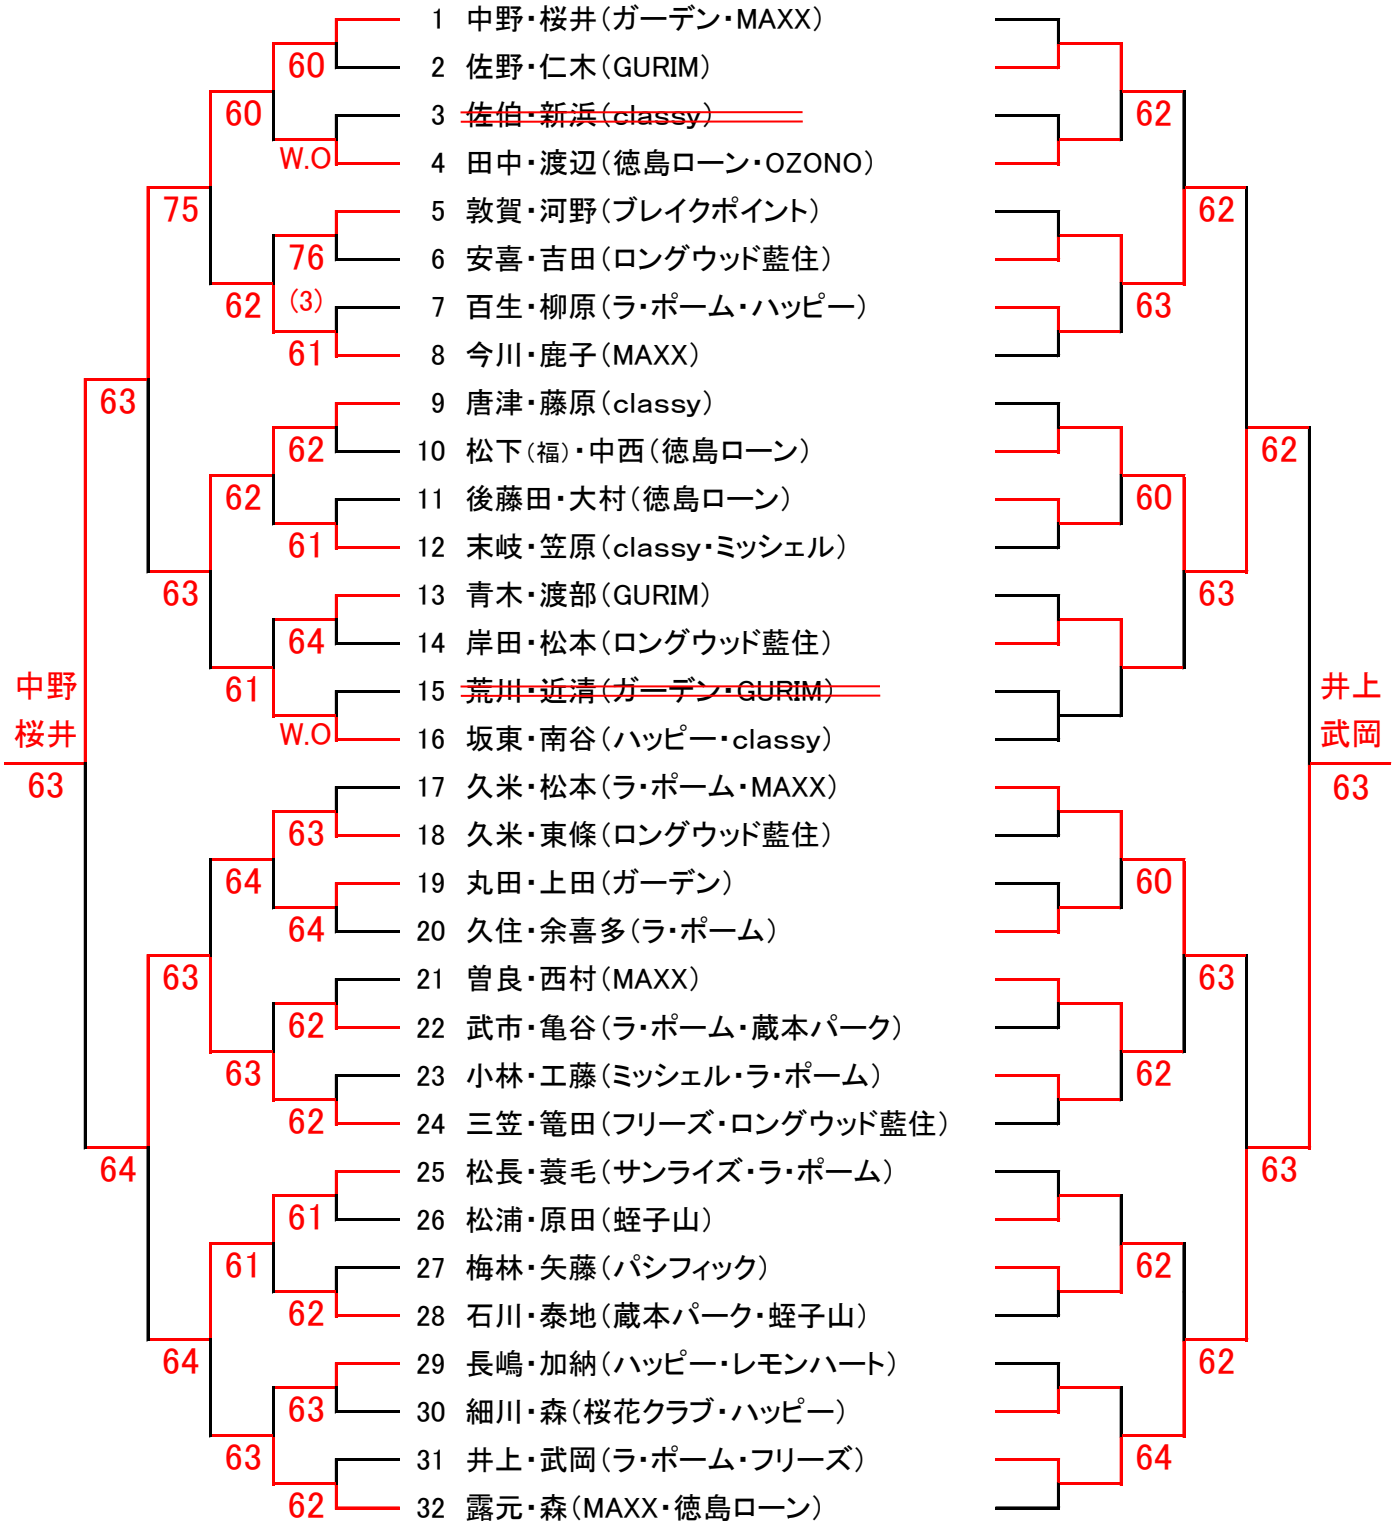 1 中野・桜井(ガーデン・MAXX)
60
2 佐野・仁木(GURIM)
60
3 佐伯・新浜(classy)
62
W.O
4 田中・渡辺(徳島ローン・OZONO)
75
5 敦賀・河野(ブレイクポイント)
62
76
6 安喜・吉田(ロングウッド藍住)
62
(3)
7 百生・柳原(ラ・ポーム・ハッピー)
63
61
8 今川・鹿子(MAXX)
63
9 唐津・藤原(classy)
62
10 松下(福)・中西(徳島ローン)
62
62
11 後藤田・大村(徳島ローン)
60
61
12 末岐・笠原(classy・ミッシェル)
63
13 青木・渡部(GURIM)
63
64
14 岸田・松本(ロングウッド藍住)
中野
61
15 荒川・近清(ガーデン・GURIM)
井上
桜井
W.O
16 坂東・南谷(ハッピー・classy)
武岡
63
17 久米・松本(ラ・ポーム・MAXX)
63
63
18 久米・東條(ロングウッド藍住)
64
19 丸田・上田(ガーデン)
60
64
20 久住・余喜多(ラ・ポーム)
63
21 曽良・西村(MAXX)
63
62
22 武市・亀谷(ラ・ポーム・蔵本パーク)
63
23 小林・工藤(ミッシェル・ラ・ポーム)
62
62
24 三笠・篭田(フリーズ・ロングウッド藍住)
64
25 松長・蓑毛(サンライズ・ラ・ポーム)
63
61
26 松浦・原田(蛭子山)
61
27 梅林・矢藤(パシフィック)
62
62
28 石川・泰地(蔵本パーク・蛭子山)
64
29 長嶋・加納(ハッピー・レモンハート)
62
63
30 細川・森(桜花クラブ・ハッピー)
63
31 井上・武岡(ラ・ポーム・フリーズ)
64
62
32 露元・森(MAXX・徳島ローン)